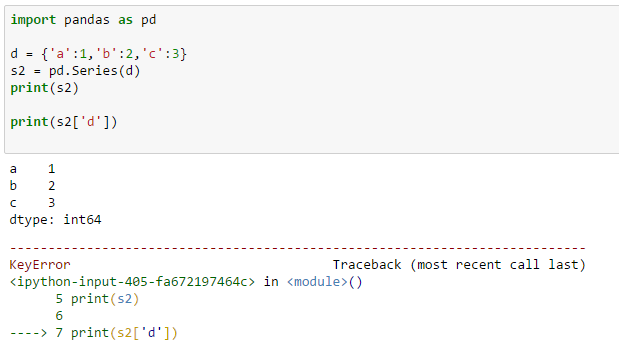 import pandas as pd
d = {'a':1,'b':2,'c':3}
s2 = pd.Series(d)
print(s2)
print(s2['d'])
a    1
b    2
c    3
dtype: int64
---------------------------------------------------------------------------
KeyError                                  Traceback (most recent call last)
<ipython-input-405-fa672197464c> in <module>()
      5 print(s2)
      6
----> 7 print(s2['d'])